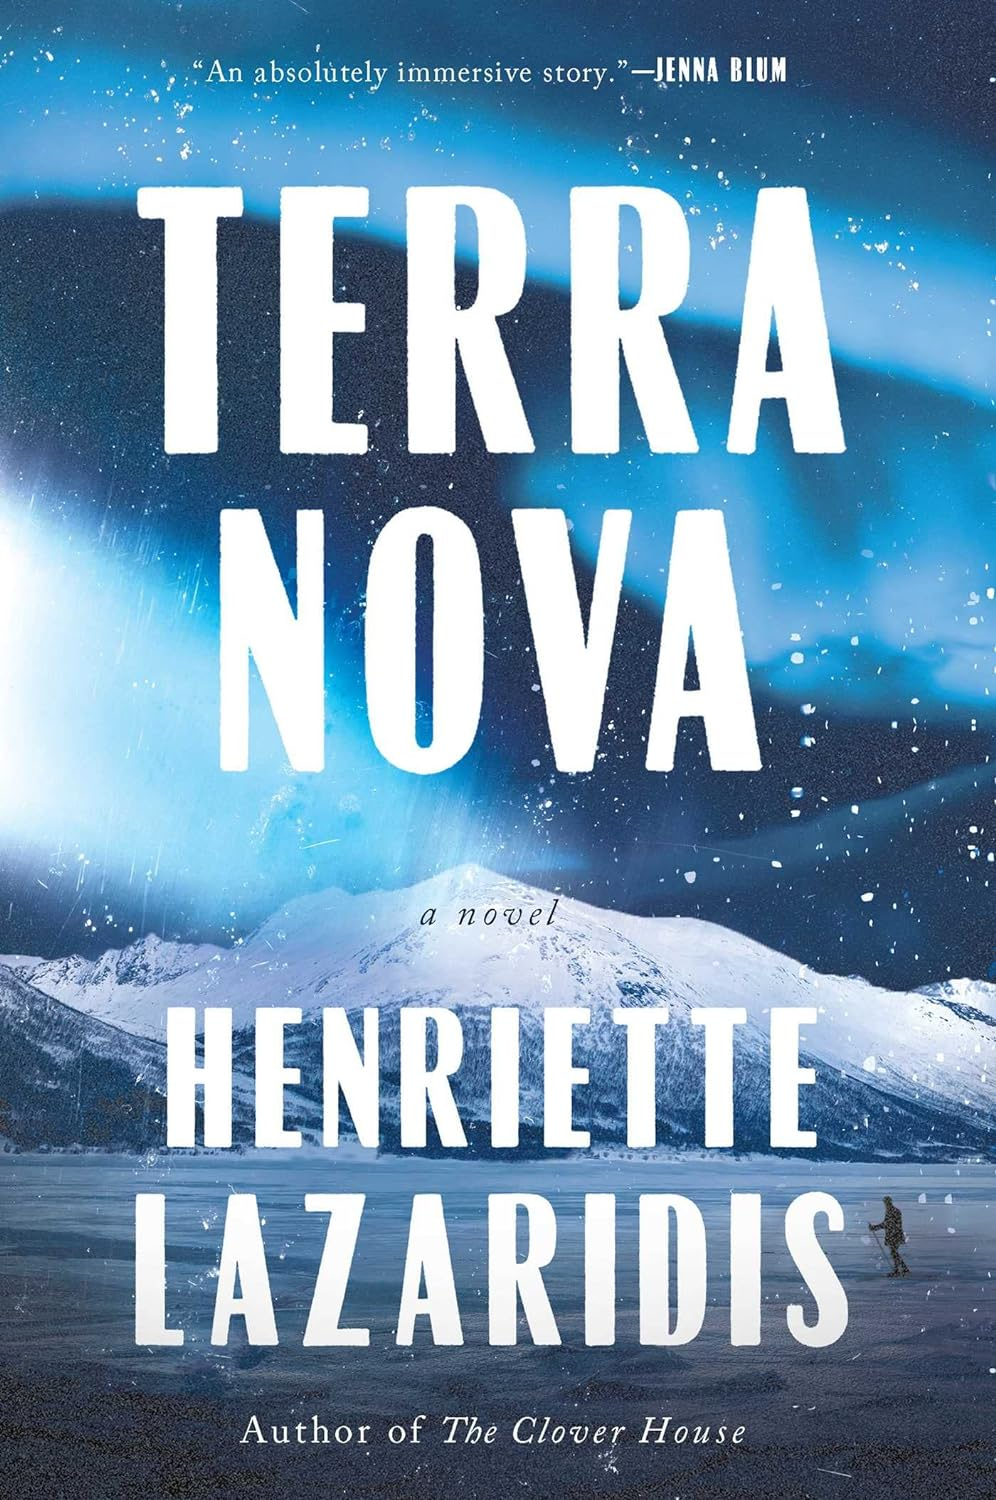 “An absolutely immersive story.”—JENNA BLUM
TERRA
NOVA
a novel
HENRIETTE
LAZARIDIS
Author of The Clover House